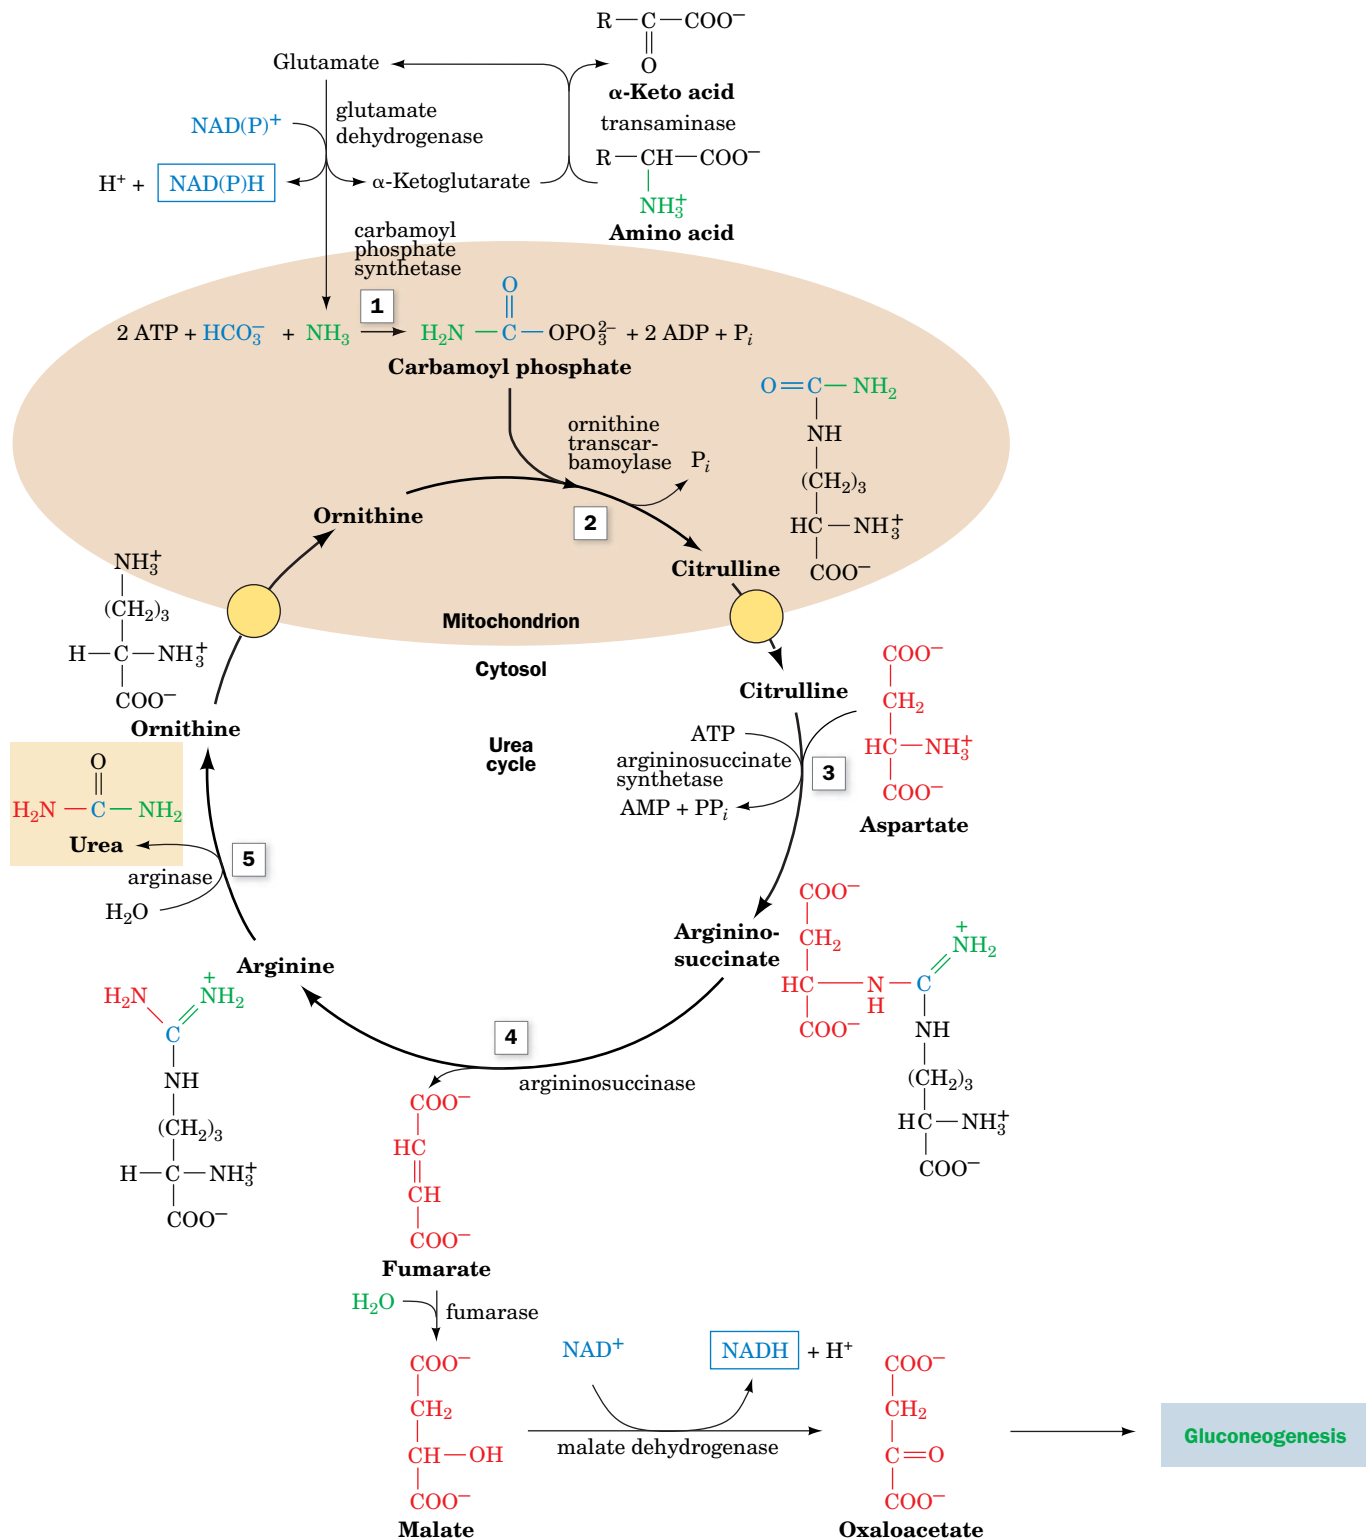 R—C—COO⁻
O
α-Keto acid
Glutamate
glutamate
dehydrogenase
transaminase
NAD(P)⁺
R—CH—COO⁻
NH₃⁺
Amino acid
H⁺ + NAD(P)H
α-Ketoglutarate
carbamoyl
phosphate
synthetase
1
O
2 ATP + HCO₃⁻ + NH₃ → H₂N—C—OPO₃²⁻ + 2 ADP + Pᵢ
Carbamoyl phosphate
O=C—NH₂
NH
(CH₂)₃
HC—NH₃⁺
COO⁻
ornithine
transcar-
bamoylase
Pᵢ
2
Ornithine
Citrulline
NH₃⁺
(CH₂)₃
H—C—NH₃⁺
COO⁻
Ornithine
Mitochondrion
Cytosol
Urea
cycle
Citrulline
COO⁻
CH₂
HC—NH₃⁺
COO⁻
Aspartate
ATP
argininosuccinate
synthetase
AMP + PPᵢ
3
O
H₂N—C—NH₂
Urea
5
arginase
H₂O
Arginino-
succinate
COO⁻
CH₂
HC—N—C
H
COO⁻
+
NH₂
NH
(CH₂)₃
HC—NH₃⁺
COO⁻
Arginine
H₂N
+
NH₂
C
NH
(CH₂)₃
H—C—NH₃⁺
COO⁻
4
argininosuccinase
COO⁻
HC
CH
COO⁻
Fumarate
H₂O
fumarase
COO⁻
CH₂
CH—OH
COO⁻
Malate
NAD⁺
NADH + H⁺
malate dehydrogenase
COO⁻
CH₂
C=O
COO⁻
Oxaloacetate
Gluconeogenesis